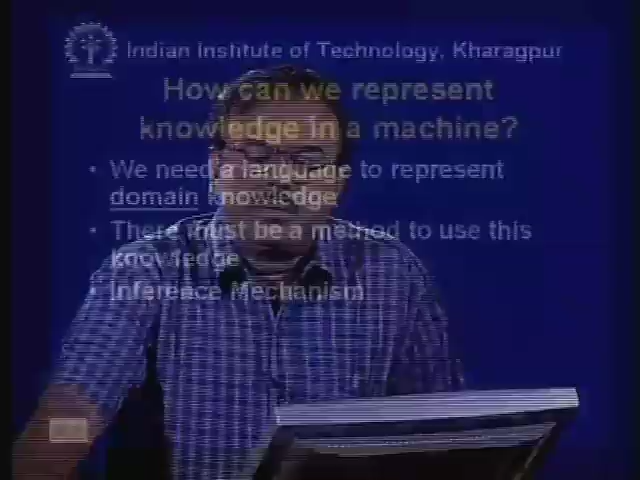 Indian Institute of Technology, Kharagpur
How can we represent
knowledge in a machine?
• We need a language to represent
domain knowledge
• There must be a method to use this
knowledge
• Inference Mechanism